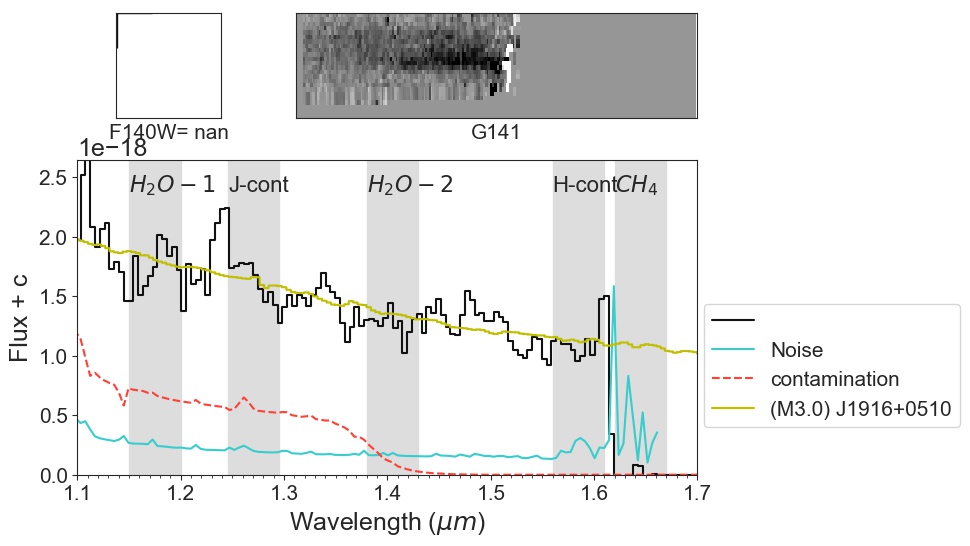 F140W= nan
G141
1e−18
H₂O − 1 J-cont H₂O − 2 H-cont CH₄
2.5
2.0
1.5
1.0
0.5
0.0
Flux + c
1.1 1.2 1.3 1.4 1.5 1.6 1.7
Wavelength (μm)
Noise
contamination
(M3.0) J1916+0510